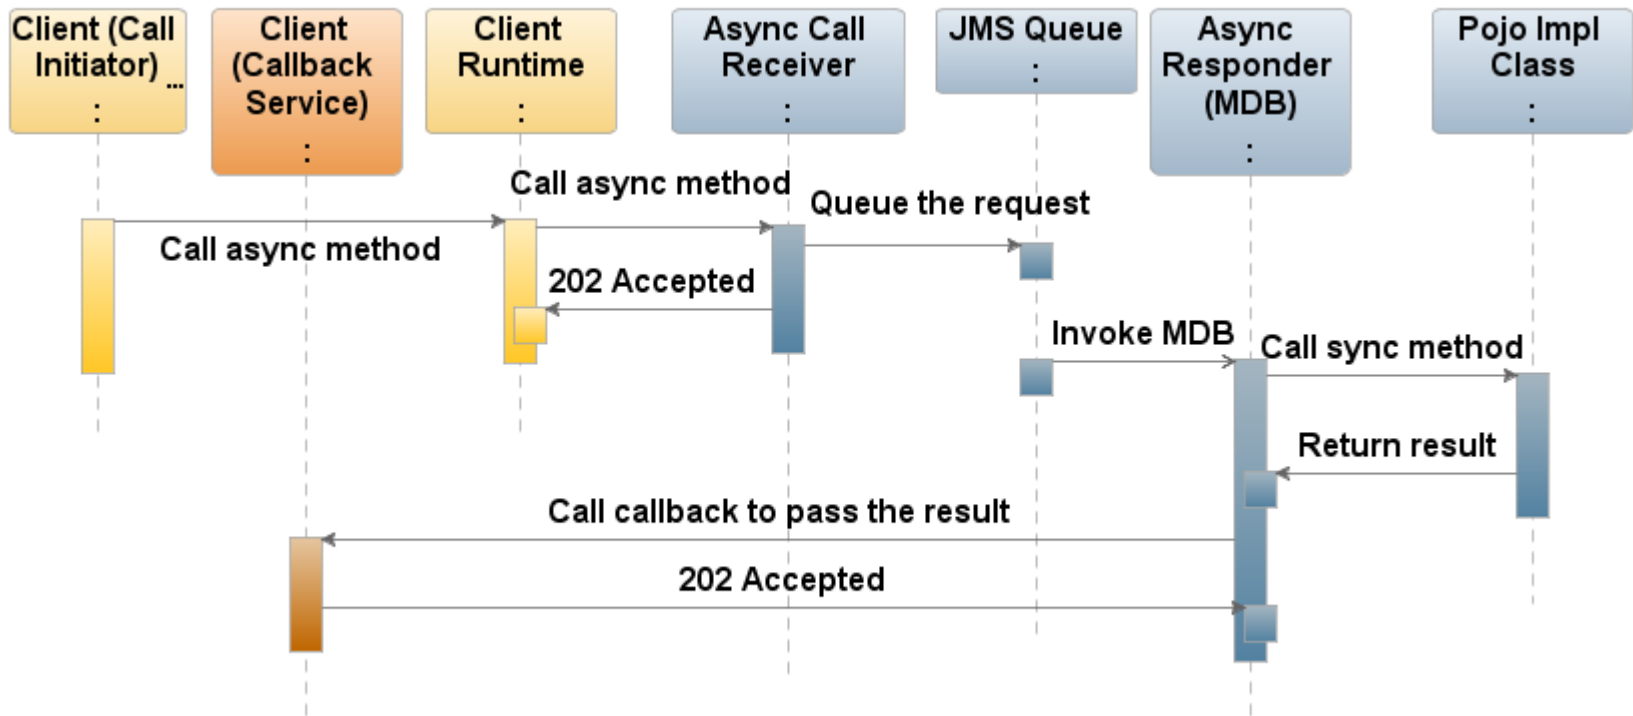 Client (Call
Initiator) ...
:
Client
(Callback
Service)
:
Client
Runtime
:
Async Call
Receiver
:
JMS Queue
:
Async
Responder
(MDB)
:
Pojo Impl
Class
:
Call async method
Queue the request
Call async method
202 Accepted
Invoke MDB
Call sync method
Return result
Call callback to pass the result
202 Accepted